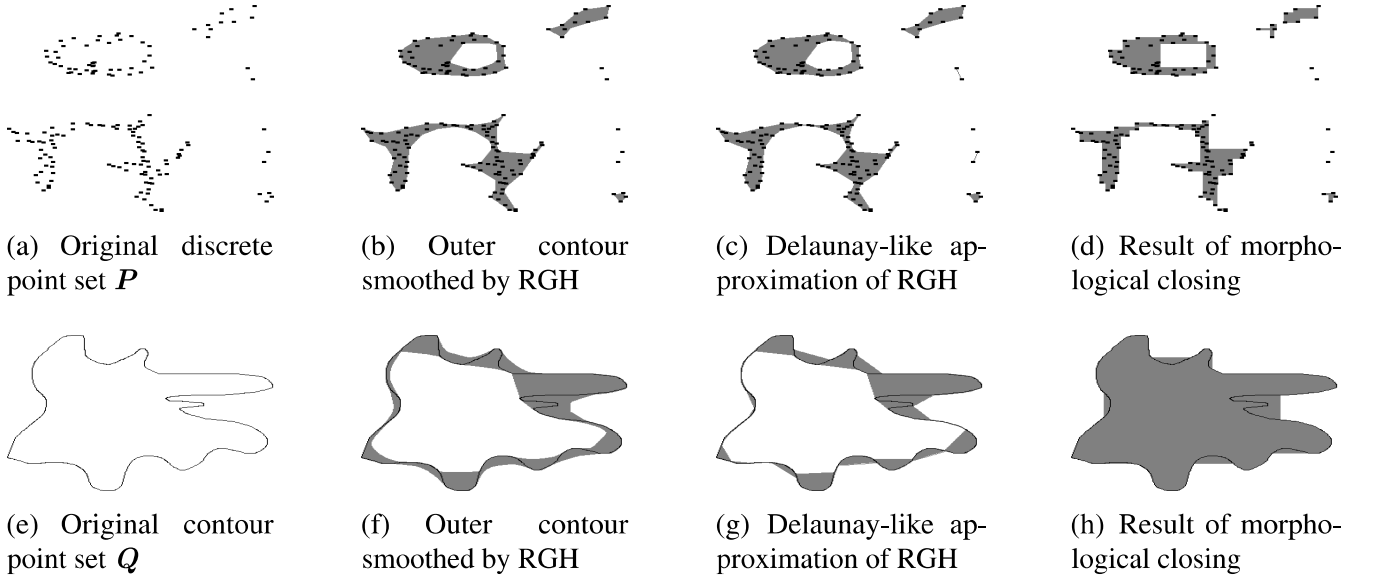 (a) Original discrete
point set P
(b) Outer contour
smoothed by RGH
(c) Delaunay-like ap-
proximation of RGH
(d) Result of morpho-
logical closing
(e) Original contour
point set Q
(f) Outer contour
smoothed by RGH
(g) Delaunay-like ap-
proximation of RGH
(h) Result of morpho-
logical closing